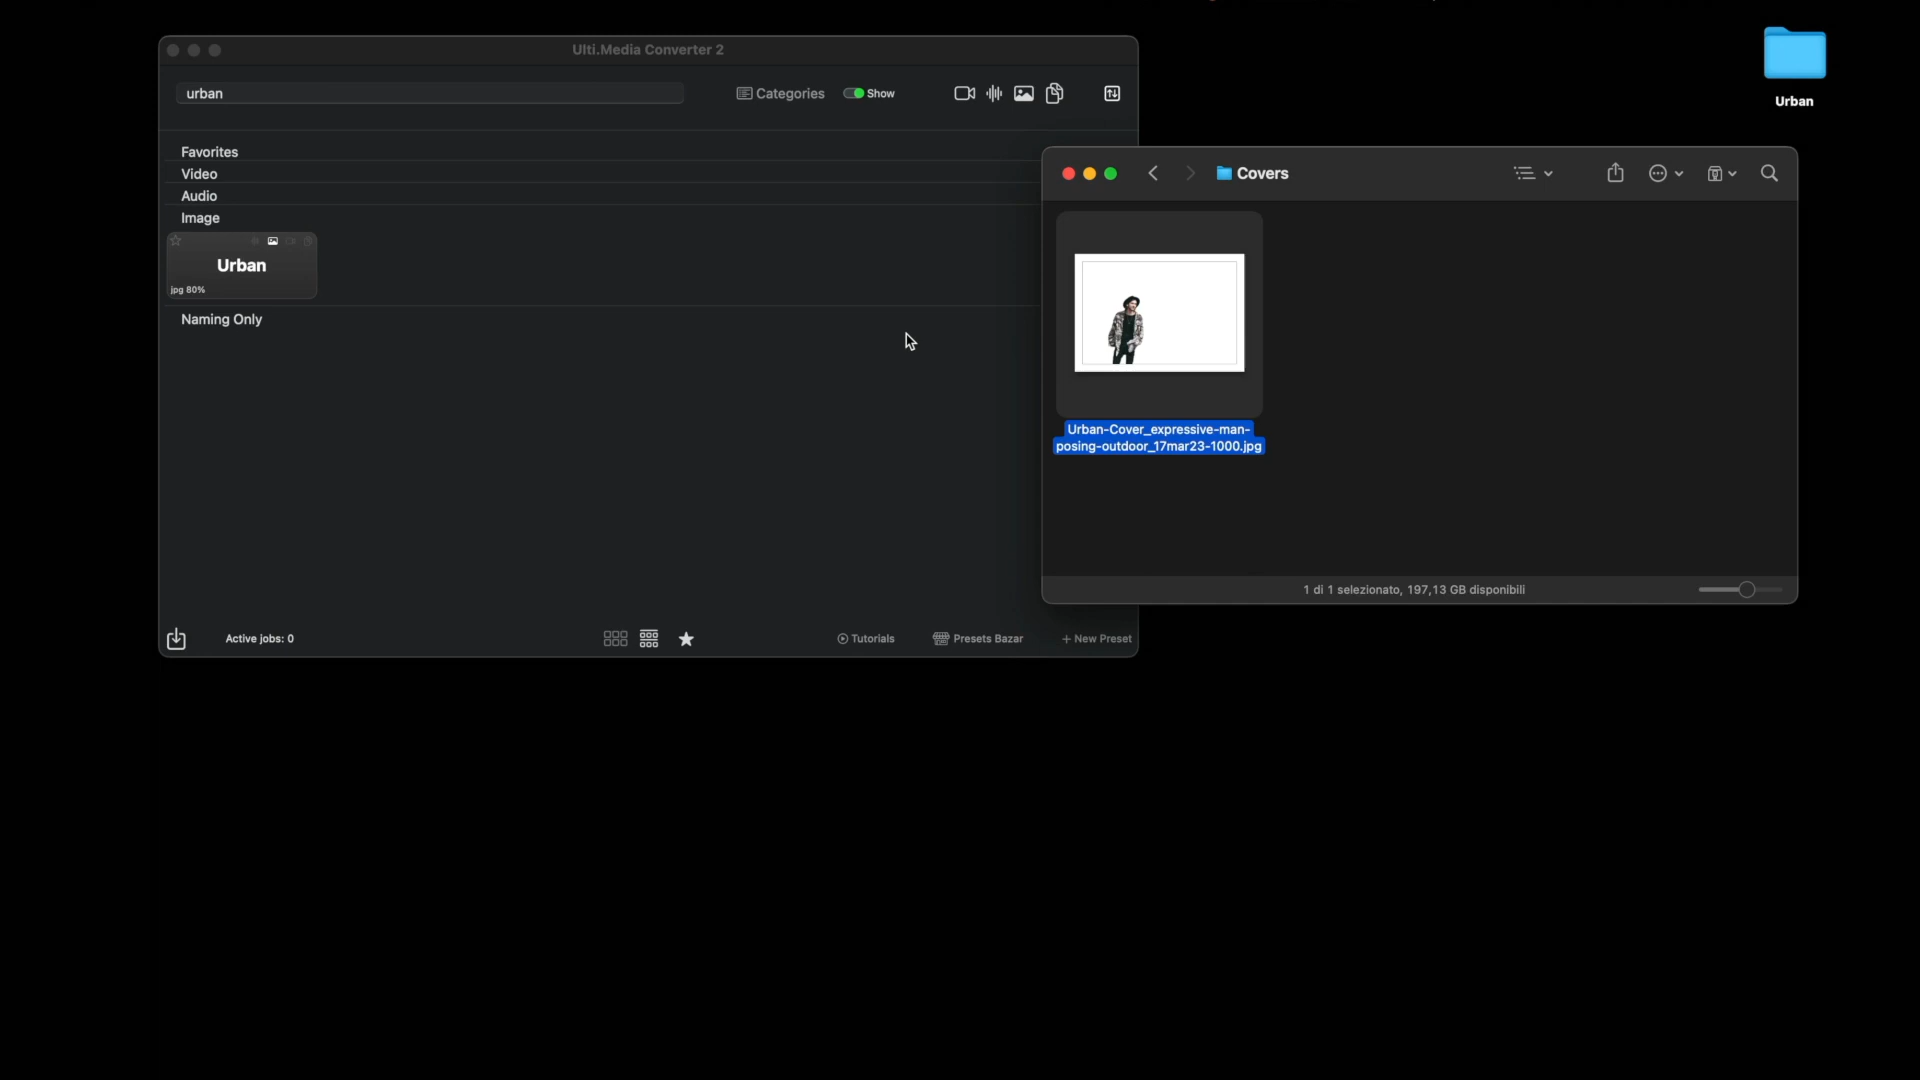 Ulti.Media Converter 2
urban
Categories
Show
Favorites
Video
Audio
Image
Urban
jpg 80%
Naming Only
Active jobs: 0
Tutorials
Presets Bazar
+ New Preset
Urban
Covers
Urban-Cover_expressive-man-
posing-outdoor_17mar23-1000.jpg
1 di 1 selezionato, 197,13 GB disponibili